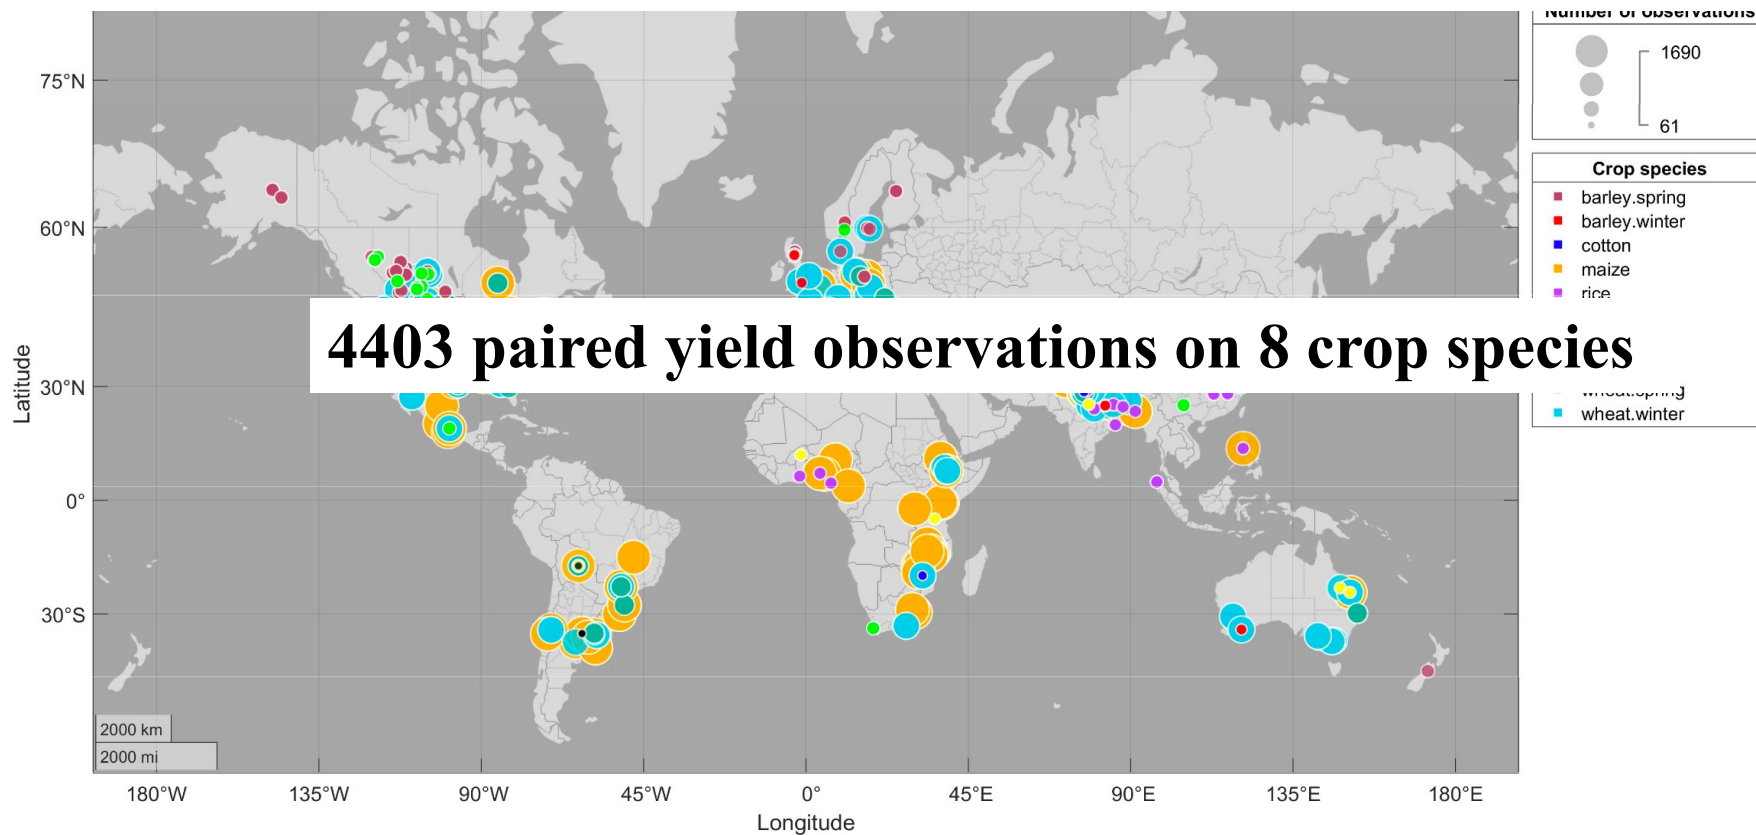 Number of observations
1690
61
Crop species
barley.spring
barley.winter
cotton
maize
rice
wheat.spring
wheat.winter
4403 paired yield observations on 8 crop species
75°N
60°N
30°N
0°
30°S
Latitude
2000 km
2000 mi
180°W
135°W
90°W
45°W
0°
45°E
90°E
135°E
180°E
Longitude